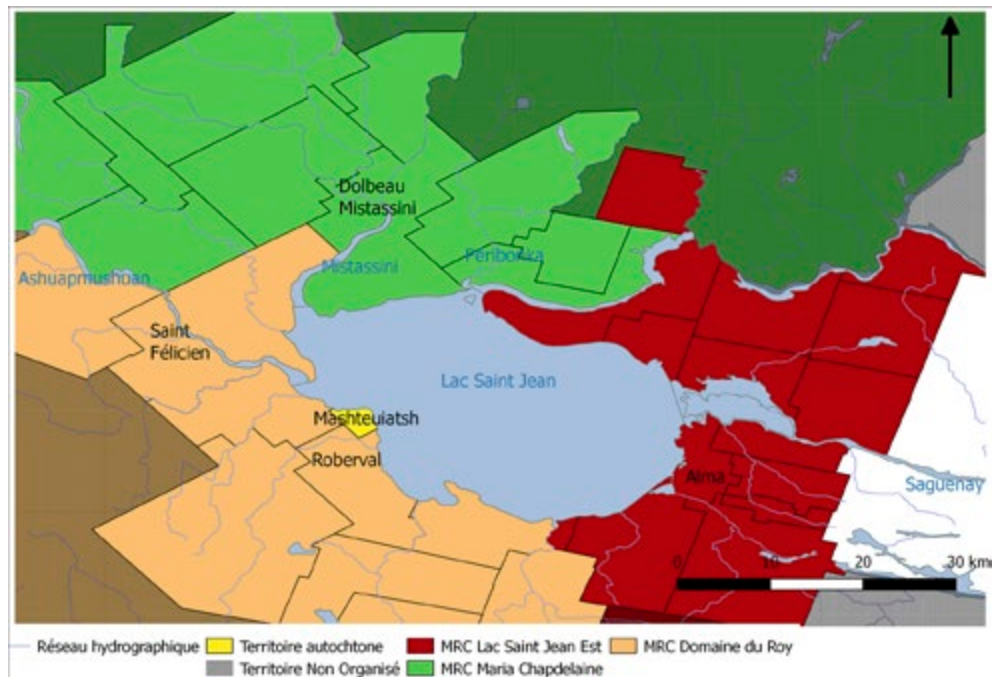 Dolbeau
Mistassini
Ashuapmushuan
Mistassini
Peribonka
Saint
Félicien
Lac Saint Jean
Mashteuiatsh
Roberval
Alma
Saguenay
0 10 20 30 km
Réseau hydrographique
Territoire autochtone
MRC Lac Saint Jean Est
MRC Domaine du Roy
Territoire Non Organisé
MRC Maria Chapdelaine